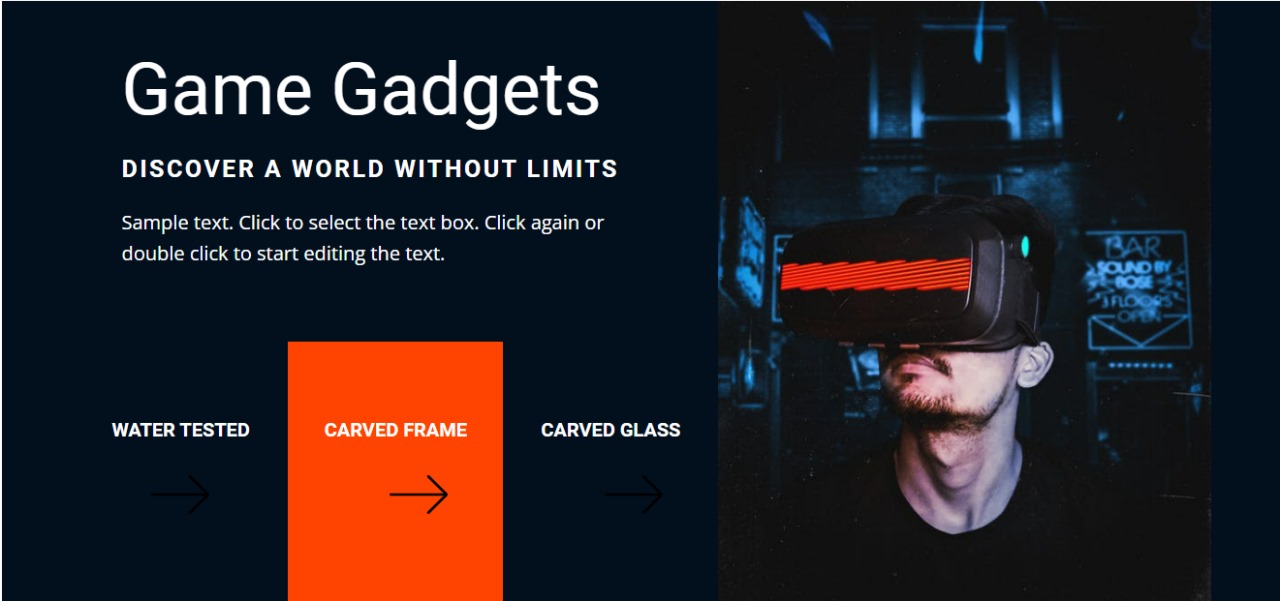 Game Gadgets
DISCOVER A WORLD WITHOUT LIMITS
Sample text. Click to select the text box. Click again or
double click to start editing the text.
WATER TESTED
CARVED FRAME
CARVED GLASS
BAR
SOUND BY
BOSE
3 FLOORS
OPEN